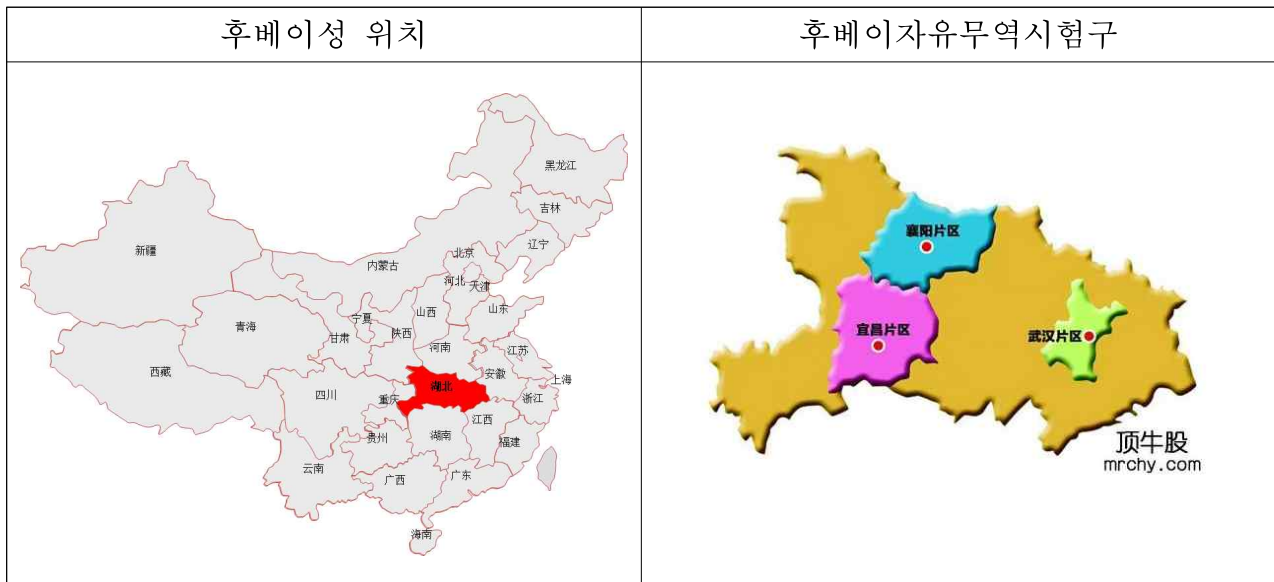 후베이성 위치
후베이자유무역시험구
黑龙江
吉林
辽宁
新疆
内蒙古
北京
河北
天津
山西
山东
宁夏
青海
甘肃
陕西
河南
江苏
西藏
安徽
上海
四川
湖北
重庆
浙江
江西
湖南
贵州
福建
云南
广西
广东
海南
襄阳片区
宜昌片区
武汉片区
顶牛股
mrchy.com